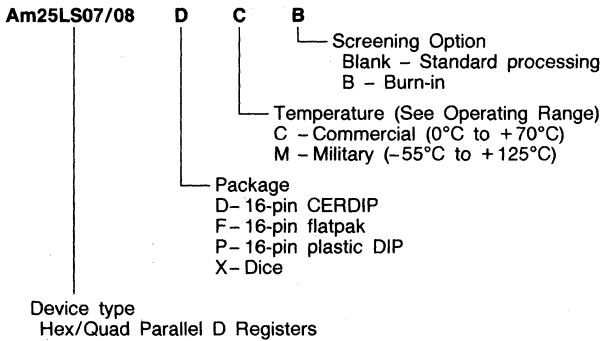 Am25LS07/08 D C B
Screening Option
Blank – Standard processing
B – Burn-in
Temperature (See Operating Range)
C – Commercial (0°C to +70°C)
M – Military (–55°C to +125°C)
Package
D– 16-pin CERDIP
F– 16-pin flatpak
P– 16-pin plastic DIP
X– Dice
Device type
Hex/Quad Parallel D Registers